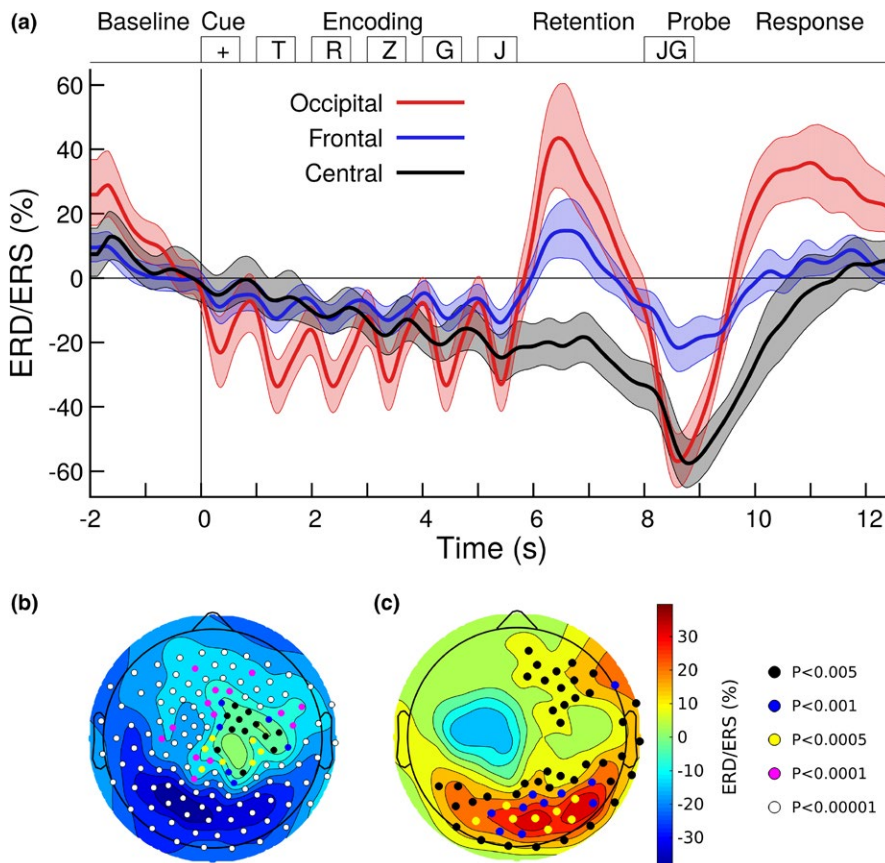 (a) Baseline Cue Encoding Retention Probe Response
+ T R Z G J JG
60
40
20
0
-20
-40
-60
ERD/ERS (%)
Occipital
Frontal
Central
-2 0 2 4 6 8 10 12
Time (s)
(b) (c)
30
20
10
0
-10
-20
-30
ERD/ERS (%)
P<0.005
P<0.001
P<0.0005
P<0.0001
P<0.00001